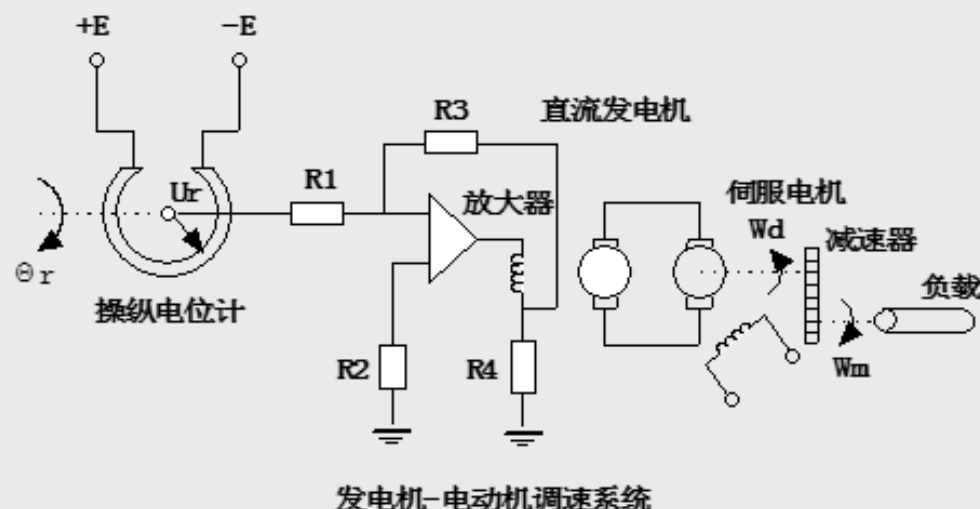 +E
-E
R3
直流发电机
R1
Ur
放大器
伺服电机
Wd
减速器
Θr
操纵电位计
负载
R2
R4
Wm
发电机-电动机调速系统